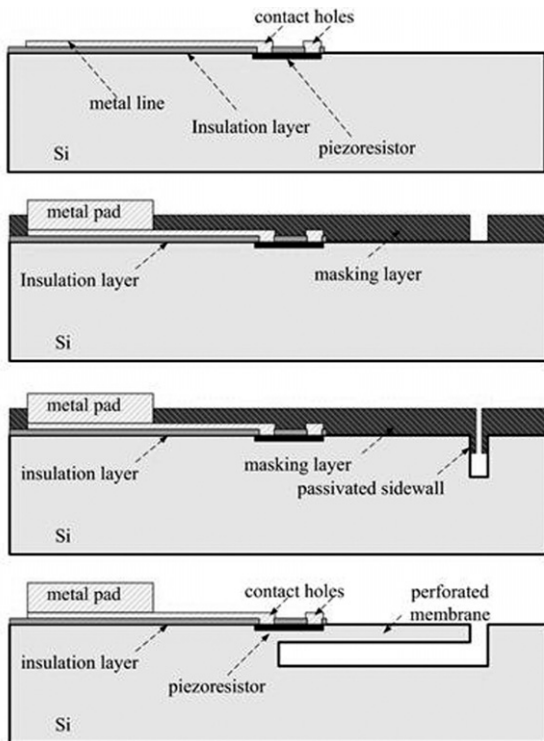 contact holes
metal line
Insulation layer
piezoresistor
Si
metal pad
Insulation layer
masking layer
Si
metal pad
insulation layer
masking layer
passivated sidewall
Si
metal pad
contact holes
perforated
membrane
insulation layer
piezoresistor
Si